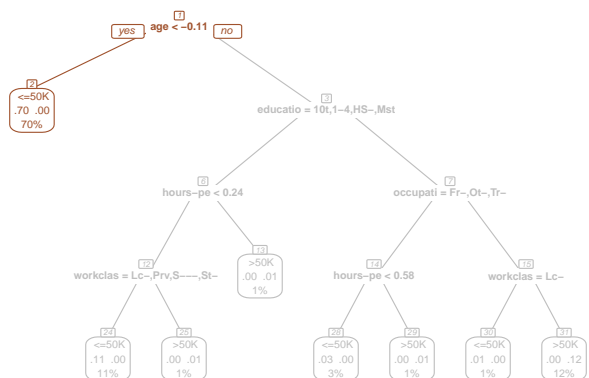 1
yes age < −0.11 no
2
<=50K
.70 .00
70%
3
educatio = 10t,1−4,HS−,Mst
6
hours−pe < 0.24
7
occupati = Fr−,Ot−,Tr−
12
workclas = Lc−,Prv,S−−−,St−
13
>50K
.00 .01
1%
14
hours−pe < 0.58
15
workclas = Lc−
24
<=50K
.11 .00
11%
25
>50K
.00 .01
1%
28
<=50K
.03 .00
3%
29
>50K
.00 .01
1%
30
<=50K
.01 .00
1%
31
>50K
.00 .12
12%